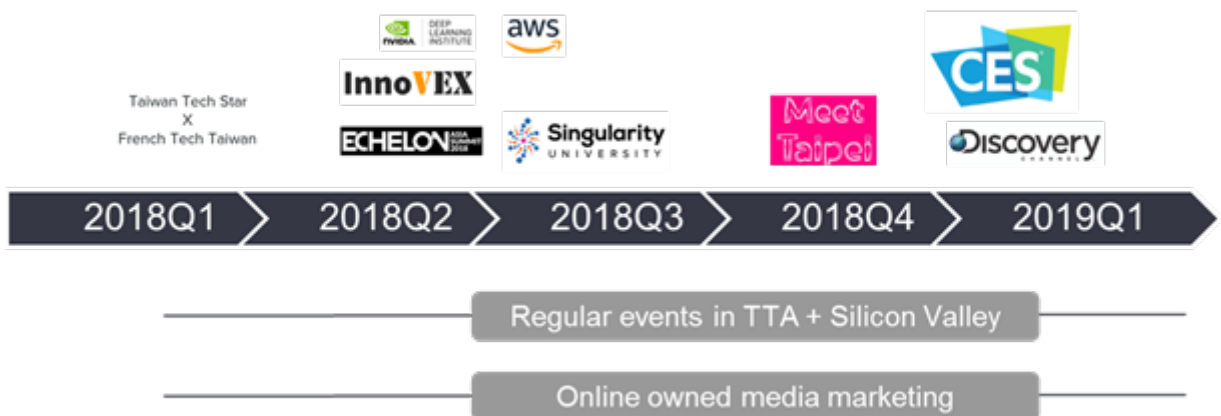 Taiwan Tech Star
X
French Tech Taiwan
NVIDIA.
DEEP
LEARNING
INSTITUTE
InnoVEX
ECHELON ASIA
SUMMIT
2018
aws
Singularity
UNIVERSITY
Meet
Taipei
CES
Discovery
CHANNEL
2018Q1
2018Q2
2018Q3
2018Q4
2019Q1
Regular events in TTA + Silicon Valley
Online owned media marketing